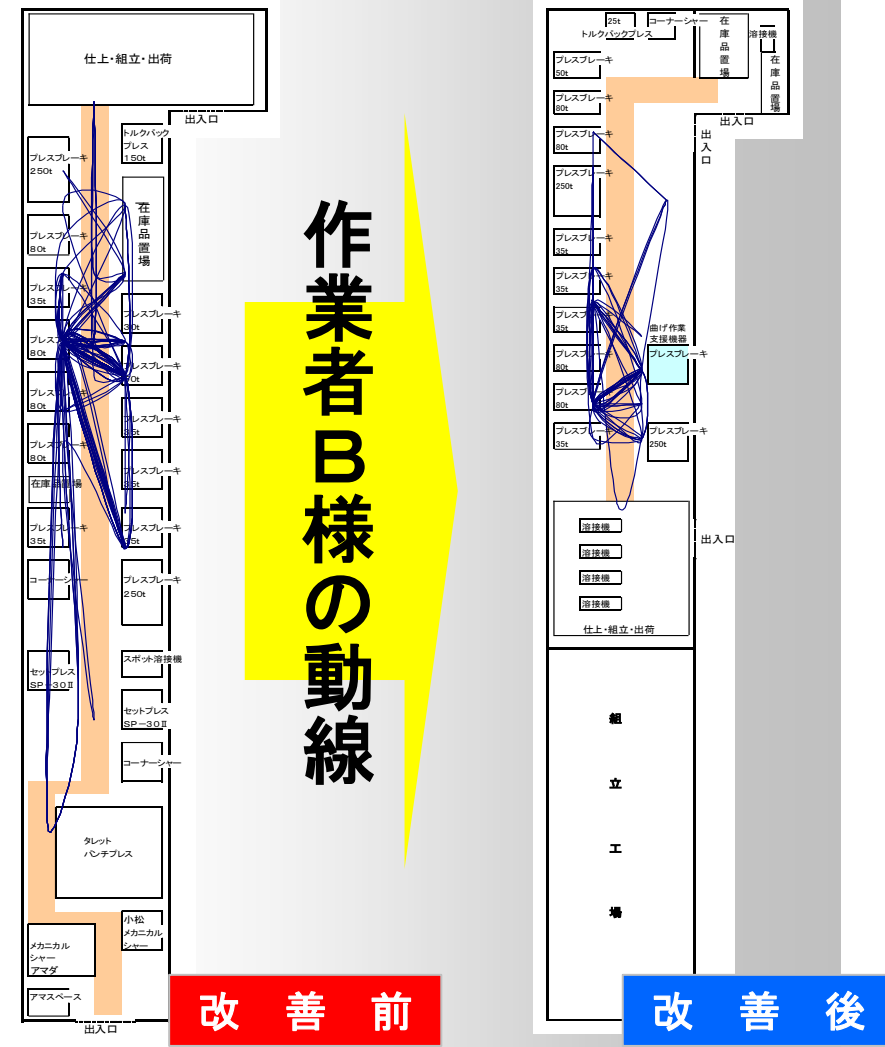 仕上・組立・出荷
出入口
トルクパック
プレス
150t
プレスブレーキ
250t
在庫品置場
プレスブレーキ
80t
プレスブレーキ
35t
プレスブレーキ
プレスブレーキ
80t
プレスブレーキ
80t
プレスブレーキ
35t
プレスブレーキ
80t
プレスブレーキ
35t
在庫品置場
プレスブレーキ
35t
プレスブレーキ
35t
コーナーシャー
プレスブレーキ
250t
スポット溶接機
セットプレス
SP-30Ⅱ
セットプレス
SP-30Ⅱ
コーナーシャー
タレット
パンチプレス
小松
メカニカル
シャー
メカニカル
シャー
アマダ
アマスペース
出入口
改善前
作業者B様の動線
25t
コーナーシャー
トルクパックプレス
在庫品置場
溶接機
在庫品置場
プレスブレーキ
50t
プレスブレーキ
80t
出入口
出入口
プレスブレーキ
80t
プレスブレーキ
250t
プレスブレーキ
35t
プレスブレーキ
35t
プレスブレーキ
35t
曲げ作業
支援機器
プレスブレーキ
プレスブレーキ
80t
プレスブレーキ
80t
プレスブレーキ
35t
プレスブレーキ
250t
溶接機
溶接機
溶接機
溶接機
出入口
仕上・組立・出荷
組立工場
改善後